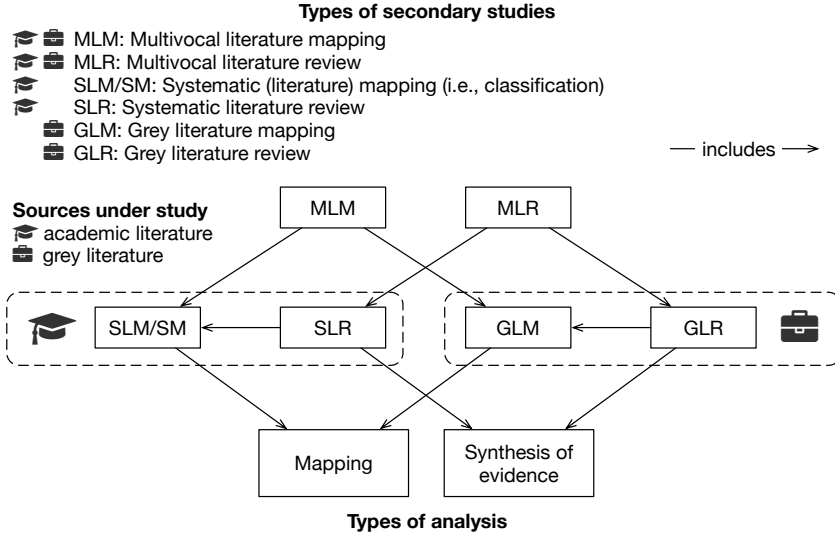 Types of secondary studies
MLM: Multivocal literature mapping
MLR: Multivocal literature review
SLM/SM: Systematic (literature) mapping (i.e., classification)
SLR: Systematic literature review
GLM: Grey literature mapping
GLR: Grey literature review
includes
Sources under study
academic literature
grey literature
MLM
MLR
SLM/SM
SLR
GLM
GLR
Mapping
Synthesis of
evidence
Types of analysis